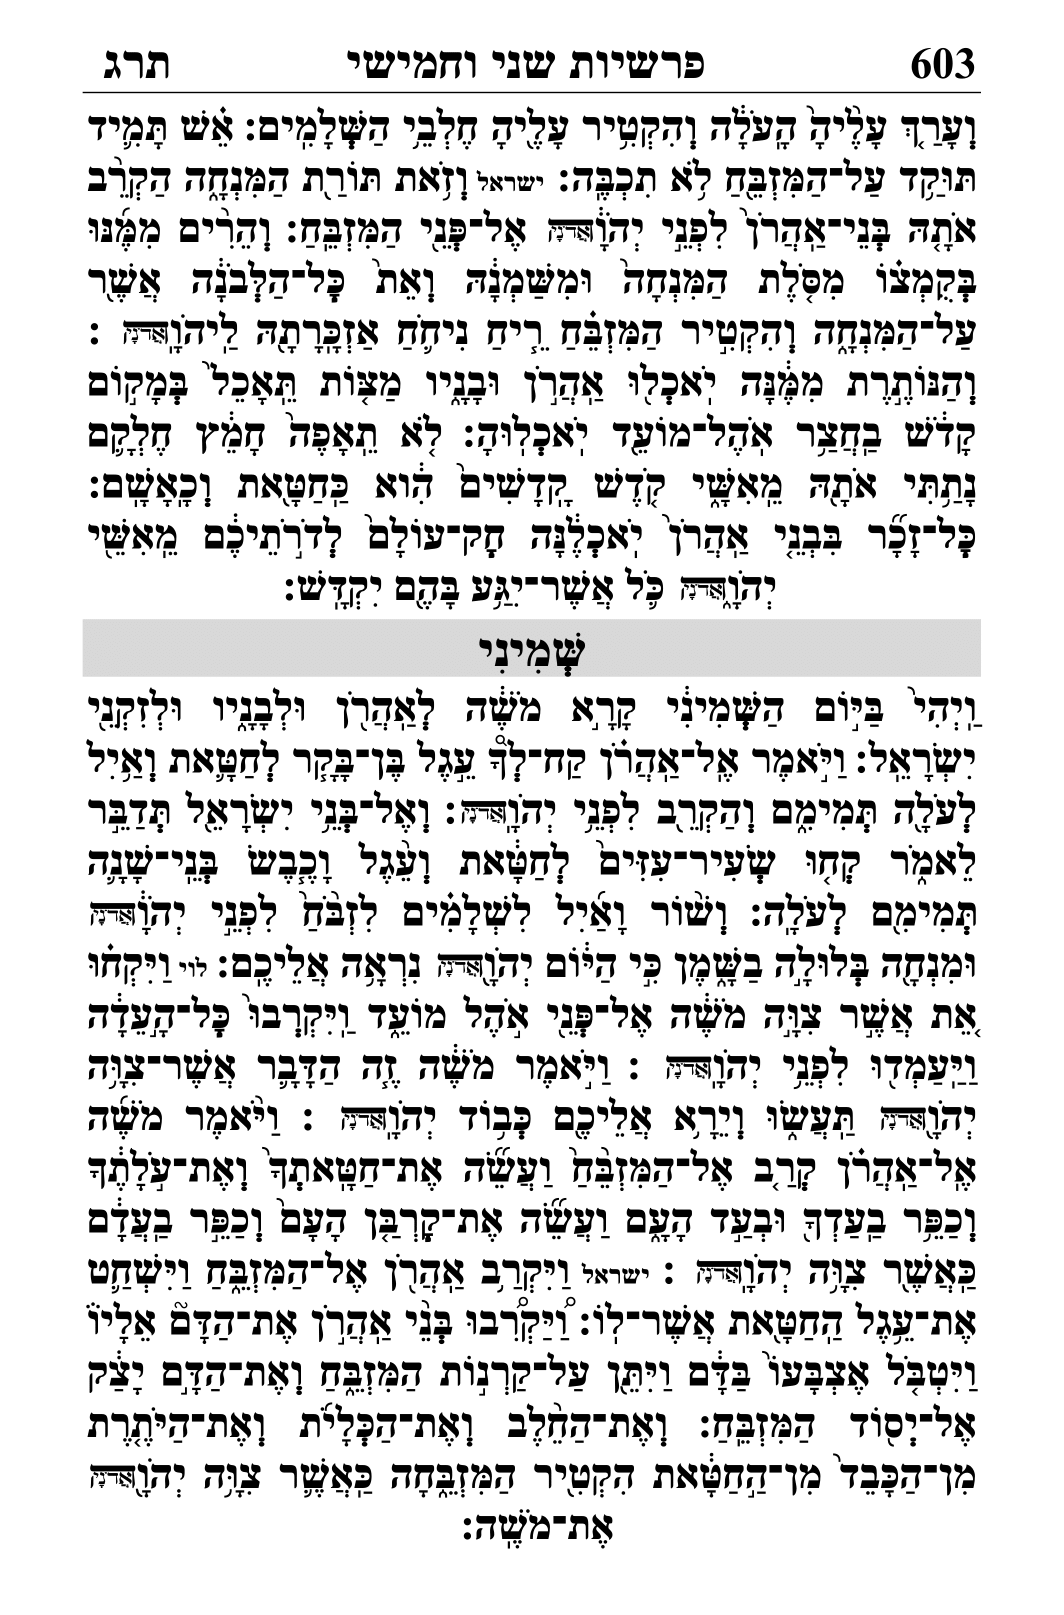 603 פרשיות שני וחמישי תרג
וְעָרַ֤ךְ עָלֶ֙יהָ֙ הָֽעֹלָ֔ה וְהִקְטִ֥יר עָלֶ֖יהָ חֶלְבֵ֥י הַשְּׁלָמִֽים׃ אֵ֗שׁ תָּמִ֛יד
תּוּקַ֥ד עַל־הַמִּזְבֵּ֖חַ לֹ֥א תִכְבֶּֽה׃ ישראל וְזֹ֥את תּוֹרַ֖ת הַמִּנְחָ֑ה הַקְרֵ֨ב
אֹתָ֤הּ בְּנֵי־אַֽהֲרֹן֙ לִפְנֵ֣י יְהוָֹ֔ה אֶל־פְּנֵ֖י הַמִּזְבֵּֽחַ׃ וְהֵרִ֨ים מִמֶּ֜נּוּ
בְּקֻמְצ֗וֹ מִסֹּ֤לֶת הַמִּנְחָה֙ וּמִשַּׁמְנָ֔הּ וְאֵת֙ כׇּל־הַלְּבֹנָ֔ה אֲשֶׁ֖ר
עַל־הַמִּנְחָ֑ה וְהִקְטִ֣יר הַמִּזְבֵּ֗חַ רֵ֧יחַ נִיחֹ֛חַ אַזְכָּֽרָתָ֖הּ לַֽיהוָֹֽה׃
וְהַנּוֹתֶ֣רֶת מִמֶּ֔נָּה יֹֽאכְל֖וּ אַֽהֲרֹ֣ן וּבָנָ֑יו מַצּ֤וֹת תֵּֽאָכֵל֙ בְּמָק֣וֹם
קָדֹ֔שׁ בַּֽחֲצַ֥ר אֹֽהֶל־מוֹעֵ֖ד יֹֽאכְלֽוּהָ׃ לֹ֤א תֵֽאָפֶה֙ חָמֵ֔ץ חֶלְקָ֛ם
נָתַ֥תִּי אֹתָ֖הּ מֵֽאִשָּׁ֑י קֹ֤דֶשׁ קׇֽדָשִׁים֙ הִ֔וא כַּֽחַטָּ֖את וְכָֽאָשָֽׁם׃
כׇּל־זָכָ֞ר בִּבְנֵ֤י אַֽהֲרֹן֙ יֹֽאכְלֶ֔נָּה חׇק־עוֹלָם֙ לְדֹרֹ֣תֵיכֶ֔ם מֵֽאִשֵּׁ֖י
יְהוָֹ֑ה כֹּ֛ל אֲשֶׁר־יִגַּ֥ע בָּהֶ֖ם יִקְדָּֽשׁ׃
שְּׁמִינִי
וַיְהִי֙ בַּיּ֣וֹם הַשְּׁמִינִ֔י קָרָ֣א מֹשֶׁ֔ה לְאַֽהֲרֹ֖ן וּלְבָנָ֑יו וּלְזִקְנֵ֖י
יִשְׂרָאֵֽל׃ וַיֹּ֣אמֶר אֶֽל־אַֽהֲרֹ֗ן קַח־לְךָ֠ עֵ֣גֶל בֶּן־בָּקָ֧ר לְחַטָּ֛את וְאַ֥יִל
לְעֹלָ֖ה תְּמִימִ֑ם וְהַקְרֵ֖ב לִפְנֵ֥י יְהוָֹֽה׃ וְאֶל־בְּנֵ֥י יִשְׂרָאֵ֖ל תְּדַבֵּ֣ר
לֵאמֹ֑ר קְח֤וּ שְׂעִיר־עִזִּים֙ לְחַטָּ֔את וְעֵ֨גֶל וָכֶ֧בֶשׂ בְּנֵֽי־שָׁנָ֛ה
תְּמִימִ֖ם לְעֹלָֽה׃ וְשׁ֨וֹר וָאַ֜יִל לִשְׁלָמִ֗ים לִזְבֹּ֙חַ֙ לִפְנֵ֣י יְהוָֹ֔ה
וּמִנְחָ֖ה בְּלוּלָ֣ה בַשָּׁ֑מֶן כִּ֣י הַיּ֔וֹם יְהוָֹ֖ה נִרְאָ֥ה אֲלֵיכֶֽם׃ לוי וַיִּקְח֗וּ
אֵ֚ת אֲשֶׁ֣ר צִוָּ֣ה מֹשֶׁ֔ה אֶל־פְּנֵ֖י אֹ֣הֶל מוֹעֵ֑ד וַֽיִּקְרְבוּ֙ כׇּל־הָ֣עֵדָ֔ה
וַיַּֽעַמְד֖וּ לִפְנֵ֥י יְהוָֹֽה׃ וַיֹּ֣אמֶר מֹשֶׁ֔ה זֶ֧ה הַדָּבָ֛ר אֲשֶׁר־צִוָּ֥ה
יְהוָֹ֖ה תַּֽעֲשׂ֑וּ וְיֵרָ֥א אֲלֵיכֶ֖ם כְּב֥וֹד יְהוָֹֽה׃ וַיֹּ֨אמֶר מֹשֶׁ֜ה
אֶֽל־אַֽהֲרֹ֗ן קְרַ֤ב אֶל־הַמִּזְבֵּ֙חַ֙ וַעֲשֵׂ֞ה אֶת־חַטָּֽאתְךָ֙ וְאֶת־עֹ֣לָתֶ֔ךָ
וְכַפֵּ֥ר בַּֽעַדְךָ֖ וּבְעַ֣ד הָעָ֑ם וַעֲשֵׂ֞ה אֶת־קׇרְבַּ֤ן הָעָם֙ וְכַפֵּ֣ר בַּֽעֲדָ֔ם
כַּֽאֲשֶׁ֖ר צִוָּ֥ה יְהוָֹֽה׃ ישראל וַיִּקְרַ֥ב אַֽהֲרֹ֖ן אֶל־הַמִּזְבֵּ֑חַ וַיִּשְׁחַ֛ט
אֶת־עֵ֥גֶל הַֽחַטָּ֖את אֲשֶׁר־לֽוֹ׃ וַ֠יַּקְרִ֠בוּ בְּנֵ֨י אַֽהֲרֹ֣ן אֶת־הַדָּם֮ אֵלָיו֒
וַיִּטְבֹּ֤ל אֶצְבָּעוֹ֙ בַּדָּ֔ם וַיִּתֵּ֖ן עַל־קַרְנ֣וֹת הַמִּזְבֵּ֑חַ וְאֶת־הַדָּ֣ם יָצַ֔ק
אֶל־יְס֖וֹד הַמִּזְבֵּֽחַ׃ וְאֶת־הַחֵ֨לֶב וְאֶת־הַכְּלָיֹ֜ת וְאֶת־הַיֹּתֶ֤רֶת
מִן־הַכָּבֵד֙ מִן־הַ֣חַטָּ֔את הִקְטִ֖יר הַמִּזְבֵּ֑חָה כַּֽאֲשֶׁ֛ר צִוָּ֥ה יְהוָֹ֖ה
אֶת־מֹשֶֽׁה׃